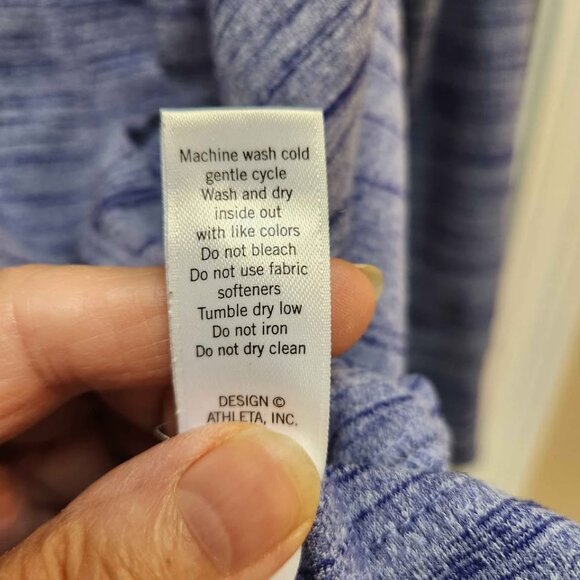 Machine wash cold
gentle cycle
Wash and dry
inside out
with like colors
Do not bleach
Do not use fabric
softeners
Tumble dry low
Do not iron
Do not dry clean
DESIGN ©
ATHLETA, INC.